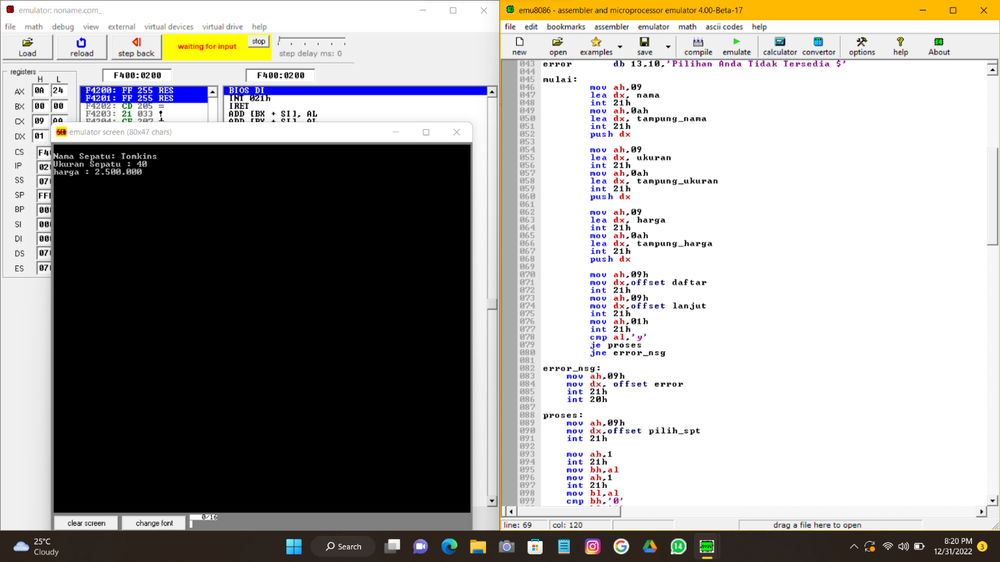 emulator: noname.com_
file math debug view external virtual devices virtual drive help
Load reload step back waiting for input stop step delay ms: 0
registers
H L
F400:0200 F400:0200
AX 0A 24
BX 00 00
CX 09 AA
DX 01
CS F4
IP 02
SS 07
SP FF
BP 00
SI 00
DI 00
DS 07
ES 07
F4200: FF 255 RES
F4201: FF 255 RES
F4202: CD 205 =
F4203: 21 033 !
BIOS DI
INT 021h
IRET
ADD [BX + SI], AL
ADD [BX + SI], AL
emulator screen (80x47 chars)
Nama Sepatu: Tomkins
Ukuran Sepatu : 40
harga : 2.500.000
clear screen change font 0/16
emu8086 - assembler and microprocessor emulator 4.00-Beta-17
file edit bookmarks assembler emulator math ascii codes help
new open examples save compile emulate calculator convertor options help About
043 error db 13,10,'Pilihan Anda Tidak Tersedia $'
044
045 mulai:
046 mov ah,09
047 lea dx, nama
048 int 21h
049 mov ah,0ah
050 lea dx, tampung_nama
051 int 21h
052 push dx
053
054 mov ah,09
055 lea dx, ukuran
056 int 21h
057 mov ah,0ah
058 lea dx, tampung_ukuran
059 int 21h
060 push dx
061
062 mov ah,09
063 lea dx, harga
064 int 21h
065 mov ah,0ah
066 lea dx, tampung_harga
067 int 21h
068 push dx
069
070 mov ah,09h
071 mov dx,offset daftar
072 int 21h
073 mov ah,09h
074 mov dx,offset lanjut
075 int 21h
076 mov ah,01h
077 int 21h
078 cmp al,'y'
079 je proses
080 jne error_nsg
081
082 error_nsg:
083 mov ah,09h
084 mov dx, offset error
085 int 21h
086 int 20h
087
088 proses:
089 mov ah,09h
090 mov dx,offset pilih_spt
091 int 21h
092
093 mov ah,1
094 int 21h
095 mov bh,al
096 mov ah,1
097 int 21h
098 mov bl,al
099 cmp bh,'0'
line: 69 col: 120 drag a file here to open
25°C
Cloudy
Search
14
8:20 PM
12/31/2022
3